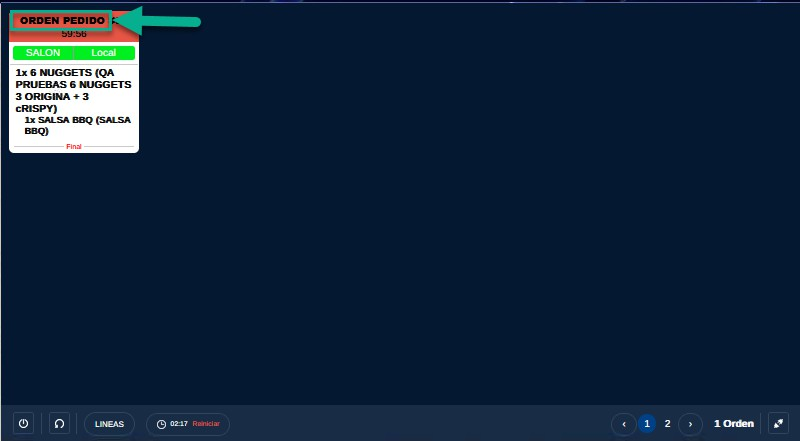 ORDEN PEDIDO
59:56
SALON Local
1x 6 NUGGETS (QA
PRUEBAS 6 NUGGETS
3 ORIGINA + 3
cRISPY)
1x SALSA BBQ (SALSA
BBQ)
Final
LINEAS 02:17 Reiniciar ‹ 1 2 › 1 Orden